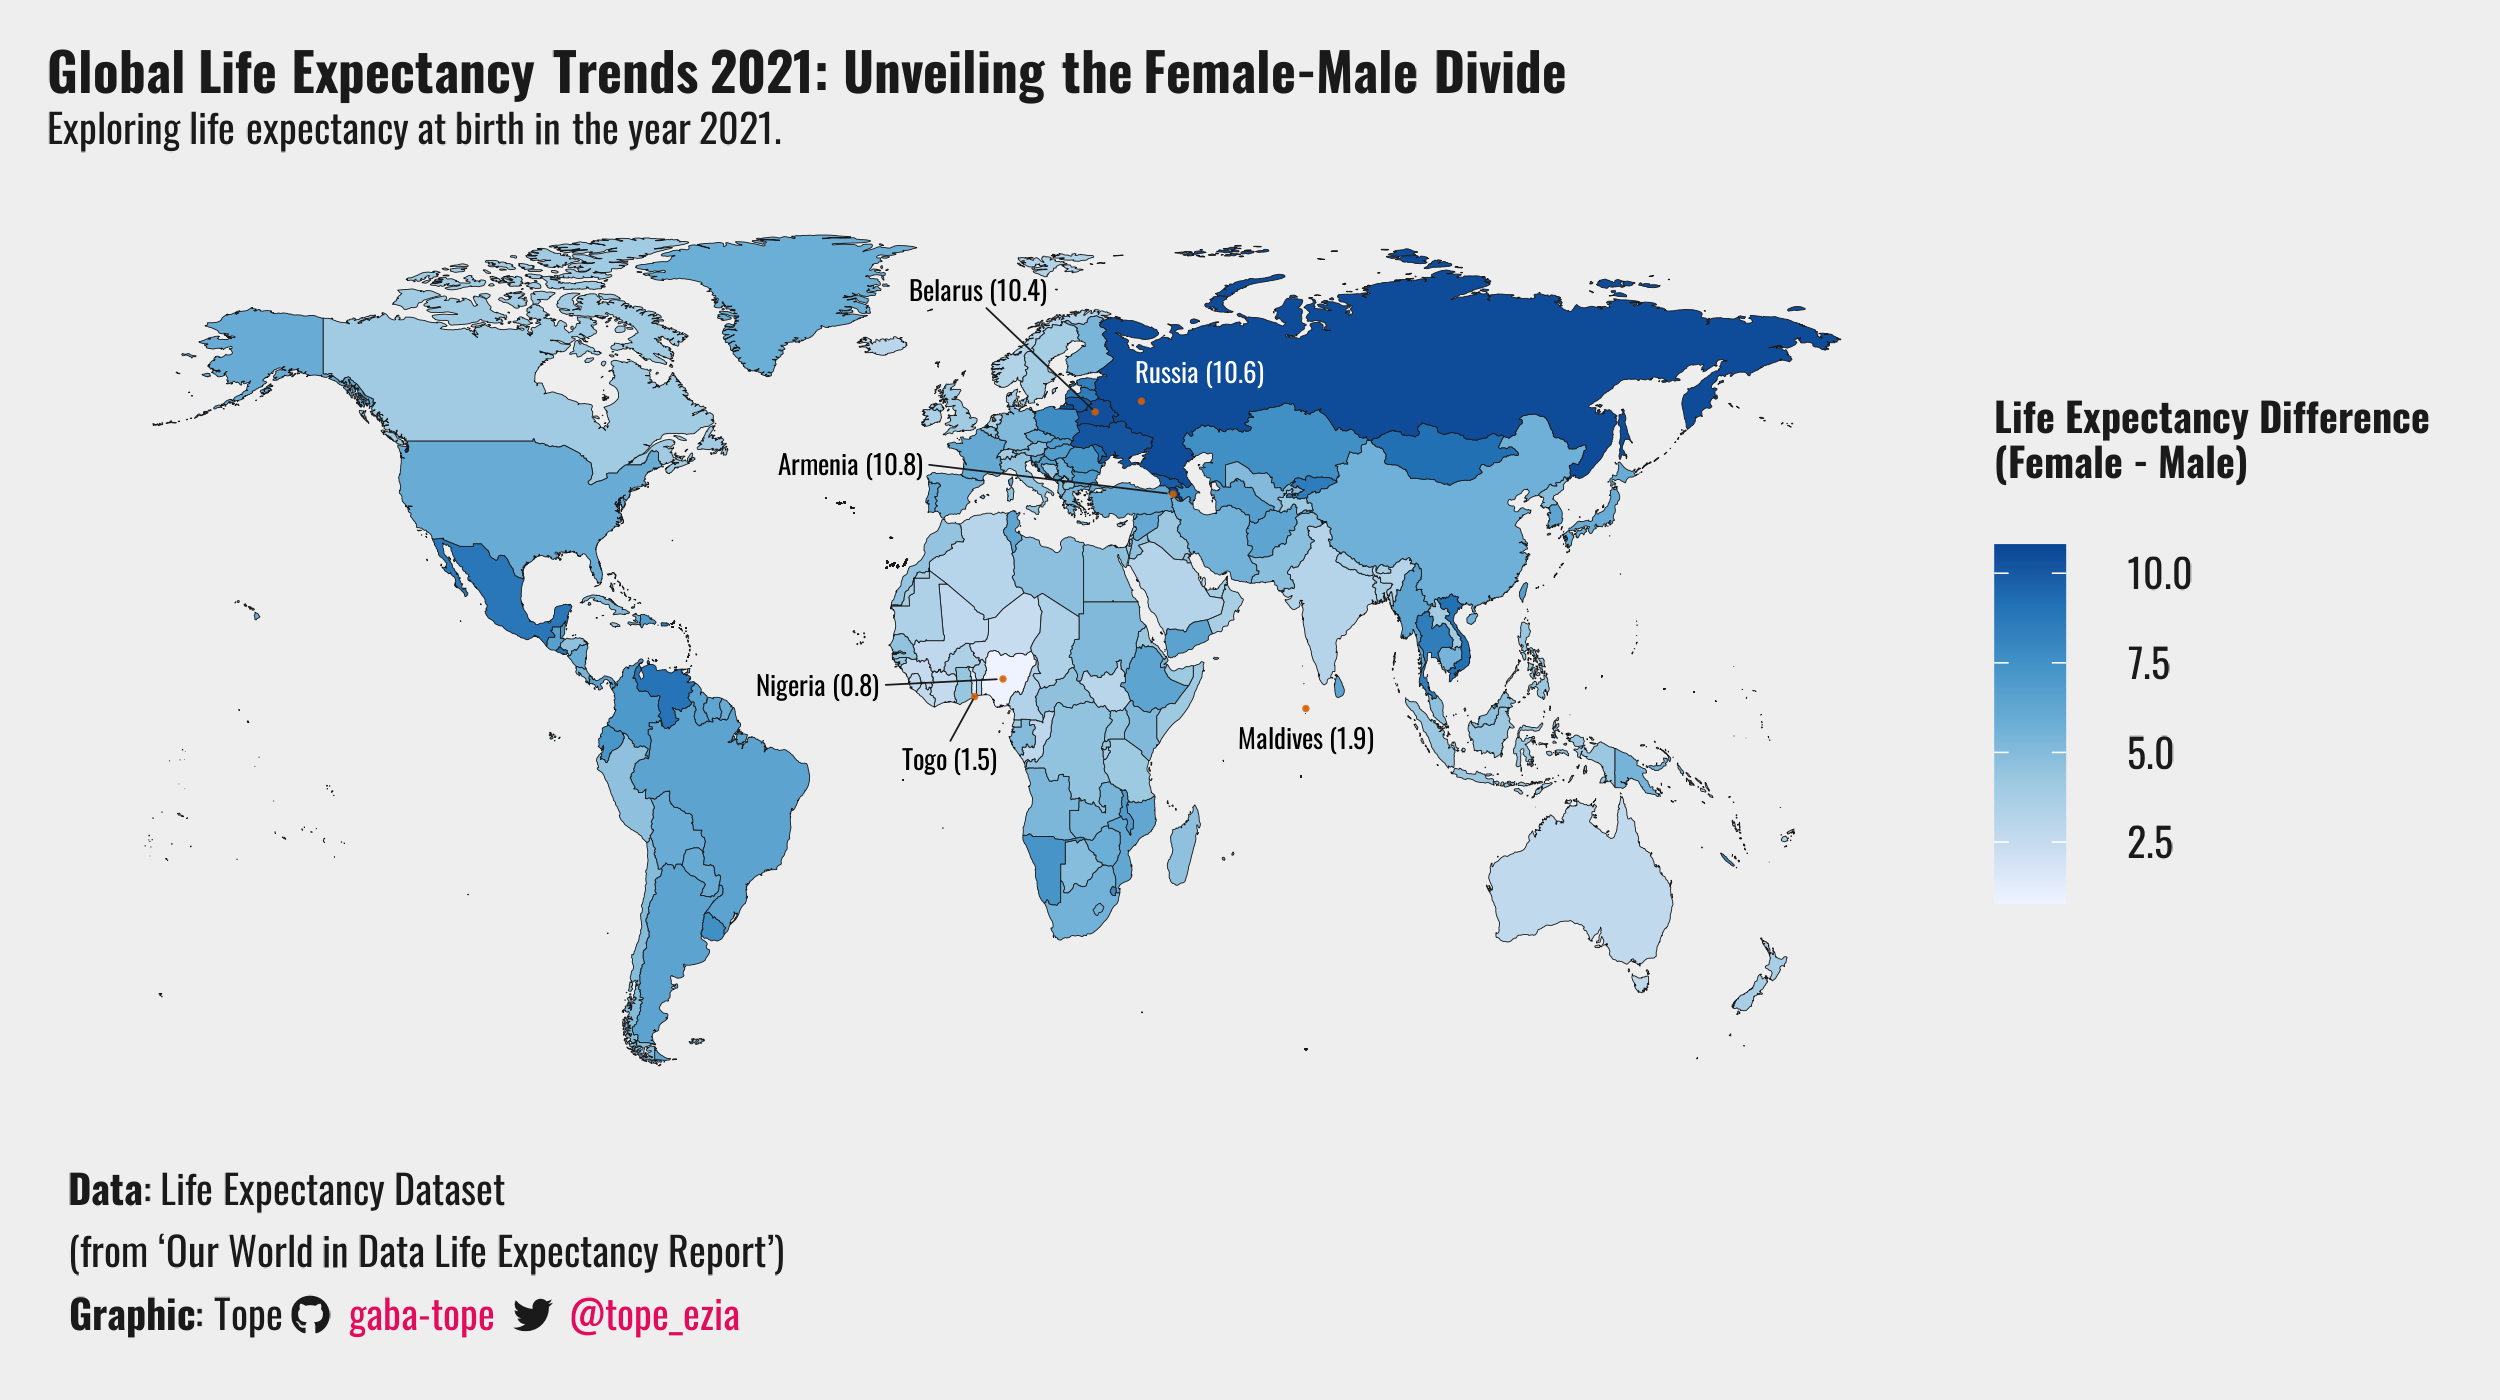 Global Life Expectancy Trends 2021: Unveiling the Female-Male Divide
Exploring life expectancy at birth in the year 2021.
Belarus (10.4)
Russia (10.6)
Armenia (10.8)
Nigeria (0.8)
Togo (1.5)
Maldives (1.9)
Life Expectancy Difference
(Female - Male)
10.0
7.5
5.0
2.5
Data: Life Expectancy Dataset
(from ‘Our World in Data Life Expectancy Report’)
Graphic: Tope gaba-tope @tope_ezia